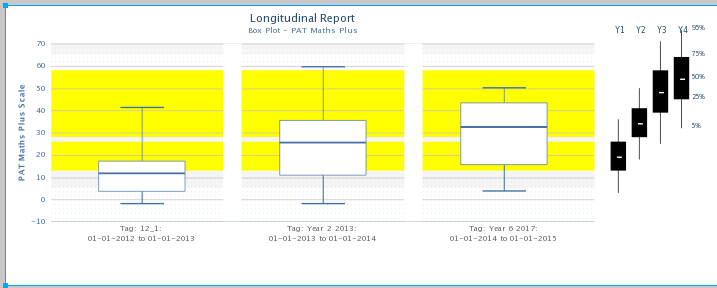 Longitudinal Report
Box Plot - PAT Maths Plus
Y1 Y2 Y3 Y4
95%
75%
50%
25%
5%
PAT Maths Plus Scale
70
60
50
40
30
20
10
0
-10
Tag: 12_1:
01-01-2012 to 01-01-2013
Tag: Year 2 2013:
01-01-2013 to 01-01-2014
Tag: Year 6 2017:
01-01-2014 to 01-01-2015